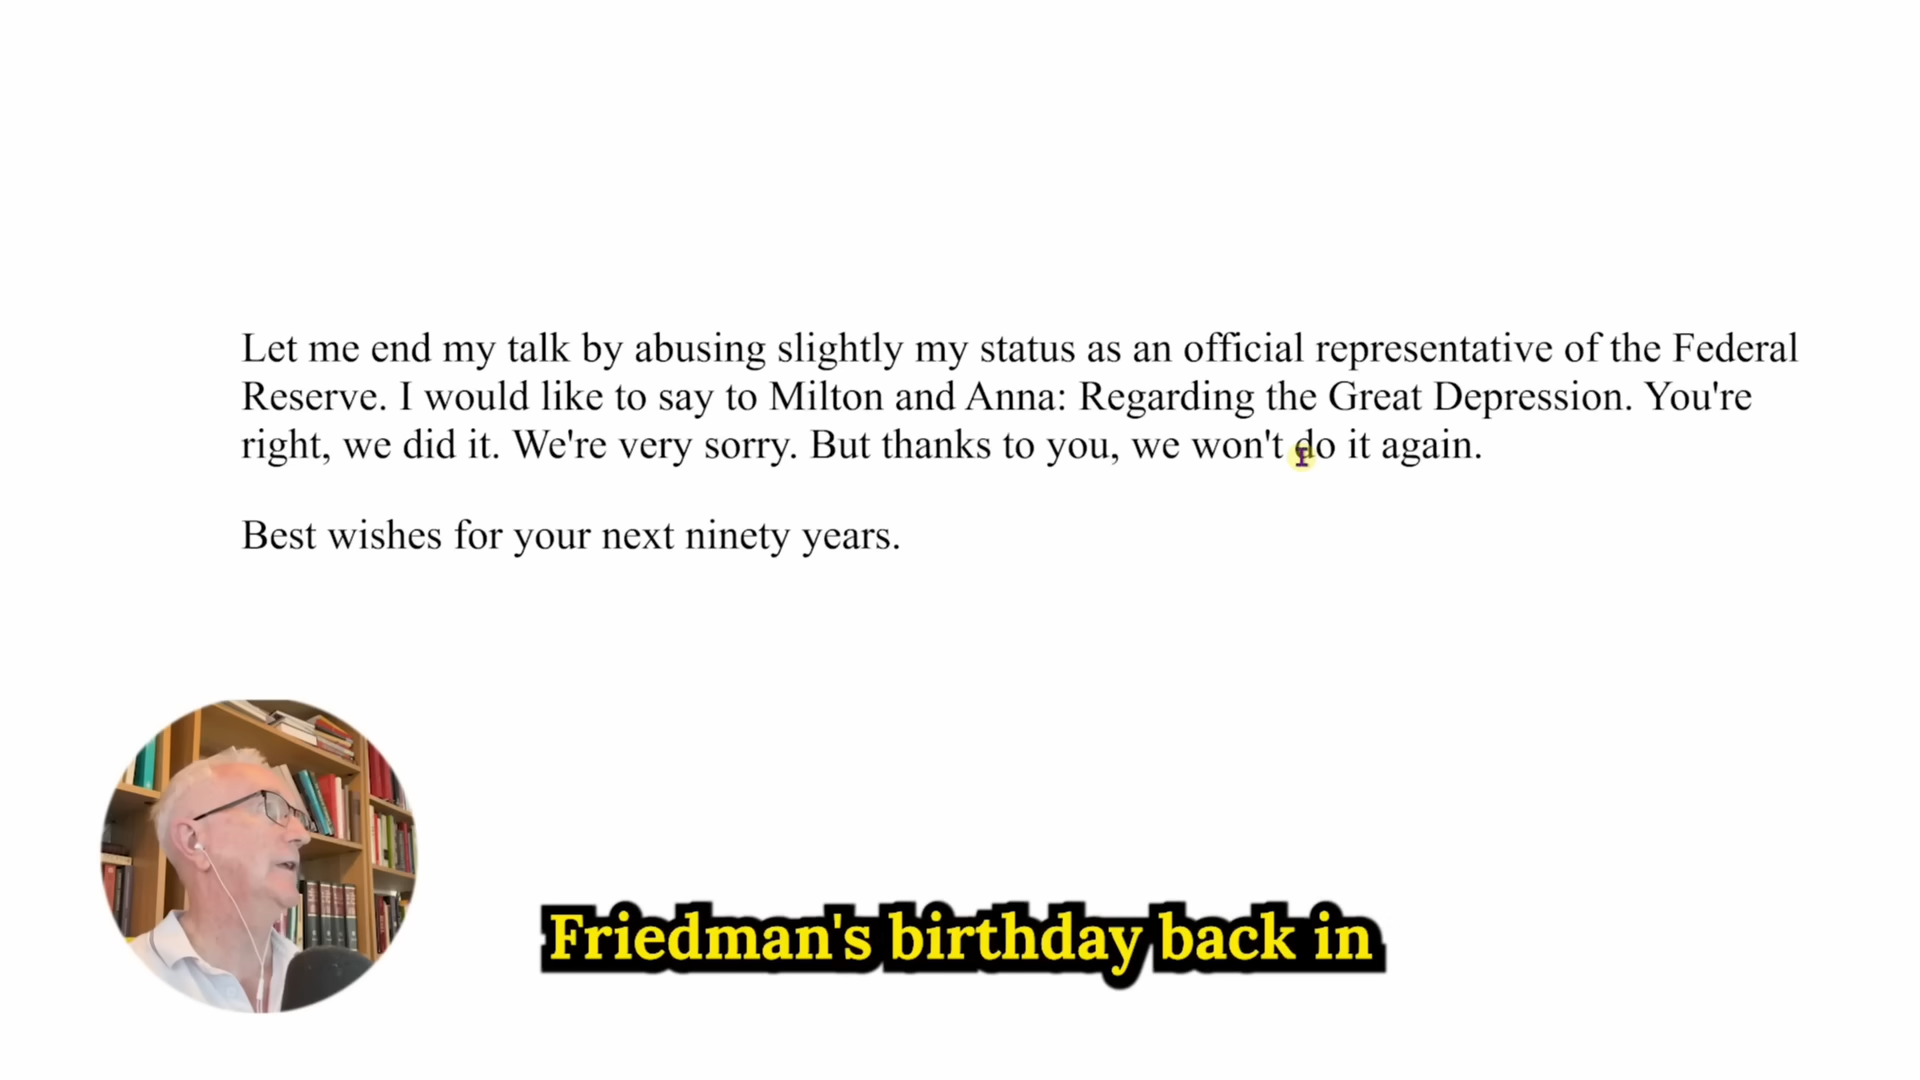 Let me end my talk by abusing slightly my status as an official representative of the Federal
Reserve. I would like to say to Milton and Anna: Regarding the Great Depression. You're
right, we did it. We're very sorry. But thanks to you, we won't do it again.
Best wishes for your next ninety years.
Friedman's birthday back in